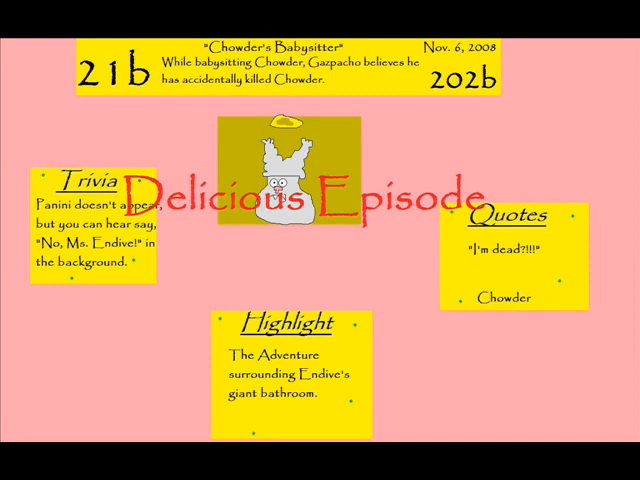 21b
"Chowder's Babysitter"
Nov. 6, 2008
While babysitting Chowder, Gazpacho believes he
has accidentally killed Chowder.
202b
Delicious Episode
Trivia
Panini doesn't appear,
but you can hear say,
"No, Ms. Endive!" in
the background.
Quotes
"I'm dead?!!!"
Chowder
Highlight
The Adventure
surrounding Endive's
giant bathroom.